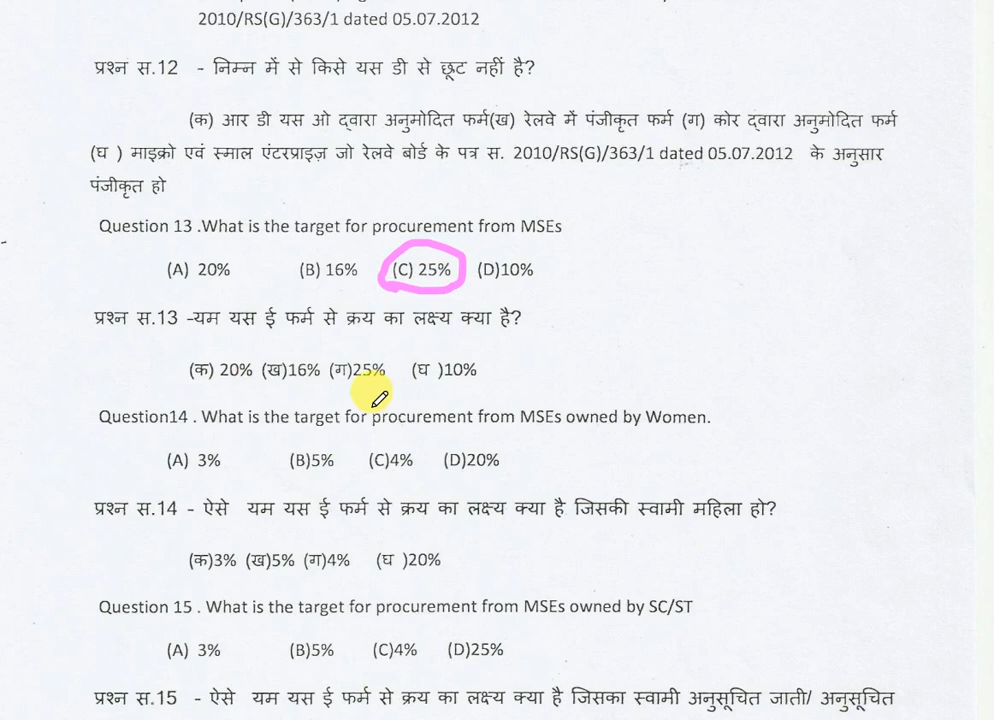 2010/RS(G)/363/1 dated 05.07.2012
प्रश्न स.12 - निम्न में से किसे यस डी से छूट नहीं है?
(क) आर डी यस ओ द्वारा अनुमोदित फर्म(ख) रेलवे में पंजीकृत फर्म (ग) कोर द्वारा अनुमोदित फर्म
(घ ) माइक्रो एवं स्माल एंटरप्राइज़ जो रेलवे बोर्ड के पत्र स. 2010/RS(G)/363/1 dated 05.07.2012 के अनुसार
पंजीकृत हो
Question 13 .What is the target for procurement from MSEs
(A) 20% (B) 16% (C) 25% (D)10%
प्रश्न स.13 -यम यस ई फर्म से क्रय का लक्ष्य क्या है?
(क) 20% (ख)16% (ग)25% (घ )10%
Question14 . What is the target for procurement from MSEs owned by Women.
(A) 3% (B)5% (C)4% (D)20%
प्रश्न स.14 - ऐसे यम यस ई फर्म से क्रय का लक्ष्य क्या है जिसकी स्वामी महिला हो?
(क)3% (ख)5% (ग)4% (घ )20%
Question 15 . What is the target for procurement from MSEs owned by SC/ST
(A) 3% (B)5% (C)4% (D)25%
प्रश्न स.15 - ऐसे यम यस ई फर्म से क्रय का लक्ष्य क्या है जिसका स्वामी अनुसूचित जाती/ अनुसूचित